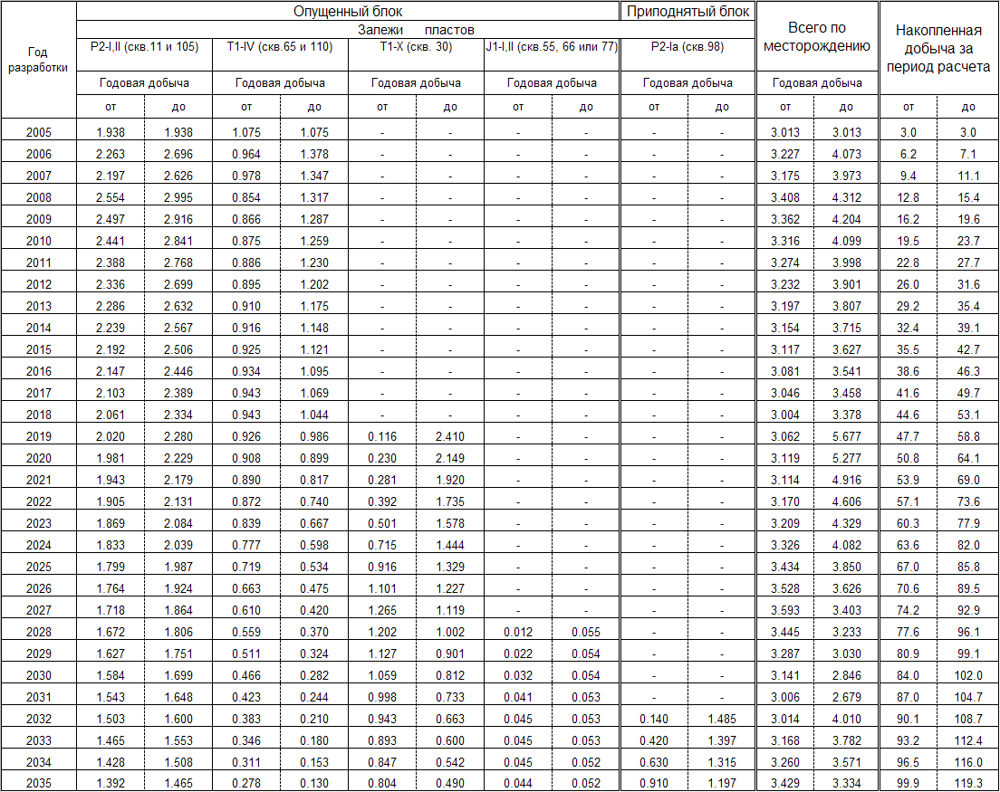 Год разработки Опущенный блок Приподнятый блок Всего по месторождению Накопленная добыча за период расчета
Залежи пластов
P2-I,II (скв.11 и 105) T1-IV (скв.65 и 110) T1-X (скв. 30) J1-I,II (скв.55, 66 или 77) P2-Ia (скв.98)
Годовая добыча Годовая добыча Годовая добыча Годовая добыча Годовая добыча Годовая добыча
от до от до от до от до от до от до от до
2005 1.938 1.938 1.075 1.075 - - - - - - 3.013 3.013 3.0 3.0
2006 2.263 2.696 0.964 1.378 - - - - - - 3.227 4.073 6.2 7.1
2007 2.197 2.626 0.978 1.347 - - - - - - 3.175 3.973 9.4 11.1
2008 2.554 2.995 0.854 1.317 - - - - - - 3.408 4.312 12.8 15.4
2009 2.497 2.916 0.866 1.287 - - - - - - 3.362 4.204 16.2 19.6
2010 2.441 2.841 0.875 1.259 - - - - - - 3.316 4.099 19.5 23.7
2011 2.388 2.768 0.886 1.230 - - - - - - 3.274 3.998 22.8 27.7
2012 2.336 2.699 0.895 1.202 - - - - - - 3.232 3.901 26.0 31.6
2013 2.286 2.632 0.910 1.175 - - - - - - 3.197 3.807 29.2 35.4
2014 2.239 2.567 0.916 1.148 - - - - - - 3.154 3.715 32.4 39.1
2015 2.192 2.506 0.925 1.121 - - - - - - 3.117 3.627 35.5 42.7
2016 2.147 2.446 0.934 1.095 - - - - - - 3.081 3.541 38.6 46.3
2017 2.103 2.389 0.943 1.069 - - - - - - 3.046 3.458 41.6 49.7
2018 2.061 2.334 0.943 1.044 - - - - - - 3.004 3.378 44.6 53.1
2019 2.020 2.280 0.926 0.986 0.116 2.410 - - - - 3.062 5.677 47.7 58.8
2020 1.981 2.229 0.908 0.899 0.230 2.149 - - - - 3.119 5.277 50.8 64.1
2021 1.943 2.179 0.890 0.817 0.281 1.920 - - - - 3.114 4.916 53.9 69.0
2022 1.905 2.131 0.872 0.740 0.392 1.735 - - - - 3.170 4.606 57.1 73.6
2023 1.869 2.084 0.839 0.667 0.501 1.578 - - - - 3.209 4.329 60.3 77.9
2024 1.833 2.039 0.777 0.598 0.715 1.444 - - - - 3.326 4.082 63.6 82.0
2025 1.799 1.987 0.719 0.534 0.916 1.329 - - - - 3.434 3.850 67.0 85.8
2026 1.764 1.924 0.663 0.475 1.101 1.227 - - - - 3.528 3.626 70.6 89.5
2027 1.718 1.864 0.610 0.420 1.265 1.119 - - - - 3.593 3.403 74.2 92.9
2028 1.672 1.806 0.559 0.370 1.202 1.002 0.012 0.055 - - 3.445 3.233 77.6 96.1
2029 1.627 1.751 0.511 0.324 1.127 0.901 0.022 0.054 - - 3.287 3.030 80.9 99.1
2030 1.584 1.699 0.466 0.282 1.059 0.812 0.032 0.054 - - 3.141 2.846 84.0 102.0
2031 1.543 1.648 0.423 0.244 0.998 0.733 0.041 0.053 - - 3.006 2.679 87.0 104.7
2032 1.503 1.600 0.383 0.210 0.943 0.663 0.045 0.053 0.140 1.485 3.014 4.010 90.1 108.7
2033 1.465 1.553 0.346 0.180 0.893 0.600 0.045 0.053 0.420 1.397 3.168 3.782 93.2 112.4
2034 1.428 1.508 0.311 0.153 0.847 0.542 0.045 0.052 0.630 1.315 3.260 3.571 96.5 116.0
2035 1.392 1.465 0.278 0.130 0.804 0.490 0.044 0.052 0.910 1.197 3.429 3.334 99.9 119.3